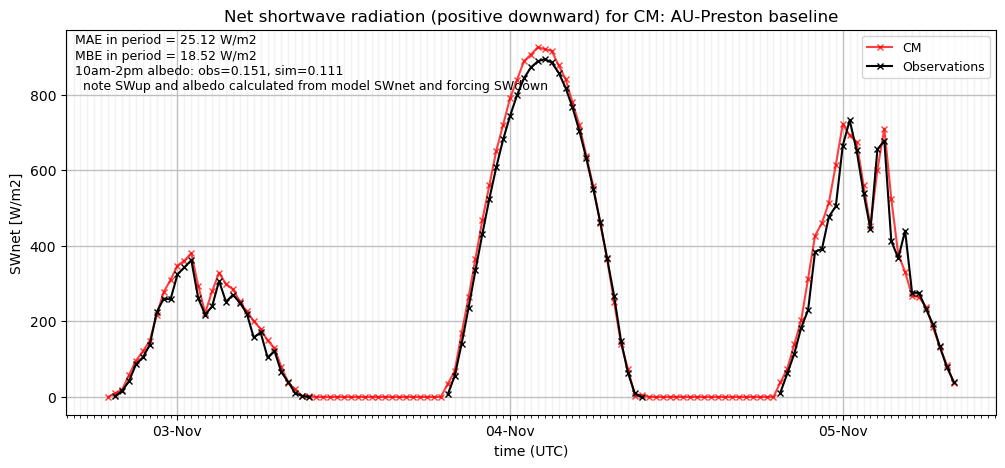 Net shortwave radiation (positive downward) for CM: AU-Preston baseline
MAE in period = 25.12 W/m2
MBE in period = 18.52 W/m2
10am-2pm albedo: obs=0.151, sim=0.111
note SWup and albedo calculated from model SWnet and forcing SWdown
CM
Observations
SWnet [W/m2]
800
600
400
200
0
03-Nov
04-Nov
05-Nov
time (UTC)